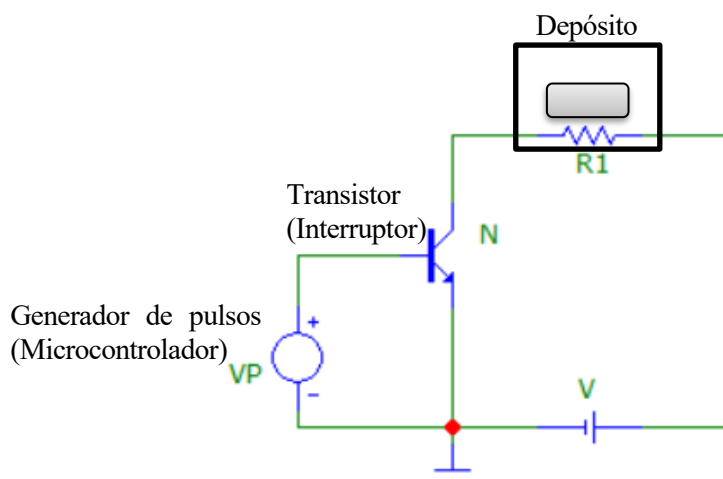 Depósito
R1
Transistor
(Interruptor)
N
Generador de pulsos
(Microcontrolador)
VP
+
−
V